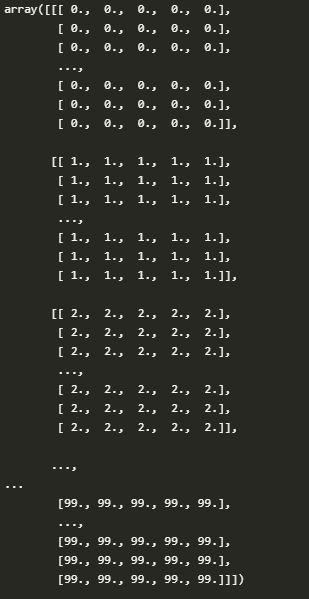 array([[[ 0.,  0.,  0.,  0.,  0.],
        [ 0.,  0.,  0.,  0.,  0.],
        [ 0.,  0.,  0.,  0.,  0.],
        ...,
        [ 0.,  0.,  0.,  0.,  0.],
        [ 0.,  0.,  0.,  0.,  0.],
        [ 0.,  0.,  0.,  0.,  0.]],

       [[ 1.,  1.,  1.,  1.,  1.],
        [ 1.,  1.,  1.,  1.,  1.],
        [ 1.,  1.,  1.,  1.,  1.],
        ...,
        [ 1.,  1.,  1.,  1.,  1.],
        [ 1.,  1.,  1.,  1.,  1.],
        [ 1.,  1.,  1.,  1.,  1.]],

       [[ 2.,  2.,  2.,  2.,  2.],
        [ 2.,  2.,  2.,  2.,  2.],
        [ 2.,  2.,  2.,  2.,  2.],
        ...,
        [ 2.,  2.,  2.,  2.,  2.],
        [ 2.,  2.,  2.,  2.,  2.],
        [ 2.,  2.,  2.,  2.,  2.]],

       ...,
...
        [99., 99., 99., 99., 99.],
        ...,
        [99., 99., 99., 99., 99.],
        [99., 99., 99., 99., 99.],
        [99., 99., 99., 99., 99.]]])